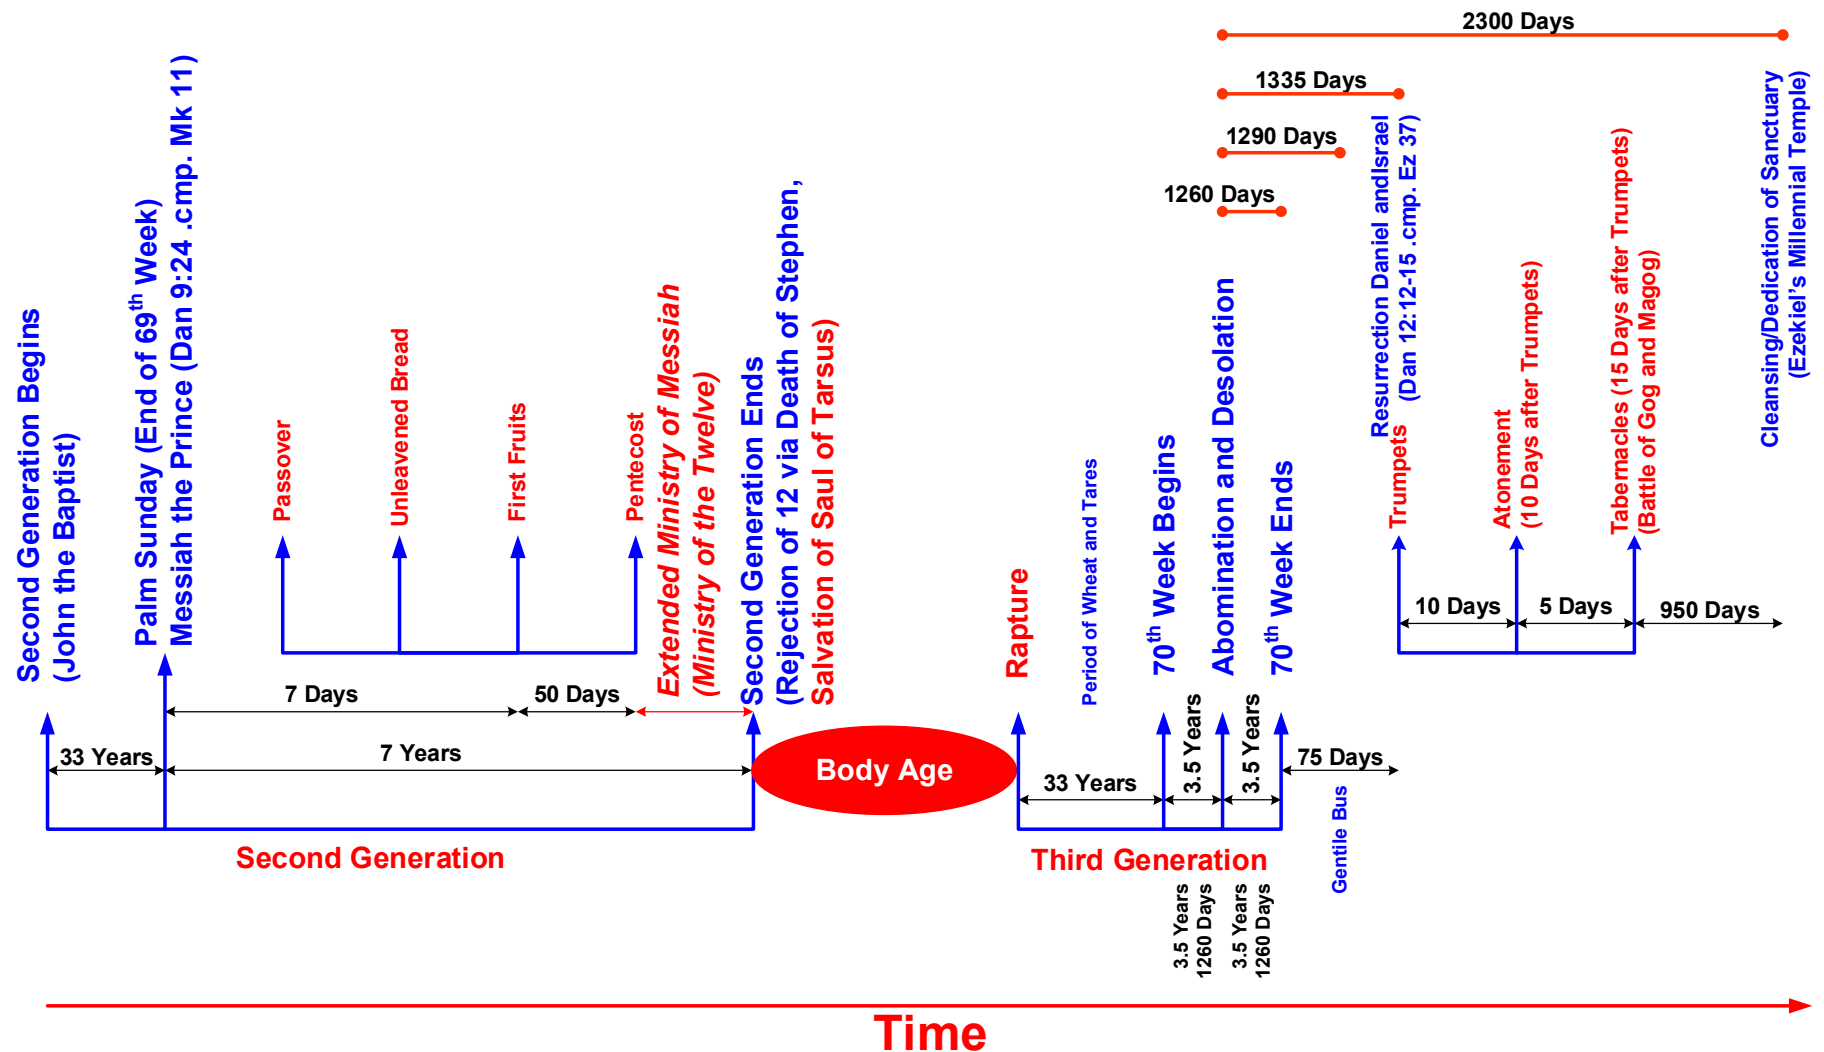 2300 Days
1335 Days
1290 Days
1260 Days
Second Generation Begins
(John the Baptist)
Palm Sunday (End of 69th Week)
Messiah the Prince (Dan 9:24 .cmp. Mk 11)
Passover
Unleavened Bread
First Fruits
Pentecost
Extended Ministry of Messiah
(Ministry of the Twelve)
Second Generation Ends
(Rejection of 12 via Death of Stephen,
Salvation of Saul of Tarsus)
Rapture
Period of Wheat and Tares
70th Week Begins
Abomination and Desolation
70th Week Ends
Resurrection Daniel andIsrael
(Dan 12:12-15 .cmp. Ez 37)
Trumpets
Atonement
(10 Days after Trumpets)
Tabernacles (15 Days after Trumpets)
(Battle of Gog and Magog)
Cleansing/Dedication of Sanctuary
(Ezekiel's Millennial Temple)
10 Days
5 Days
950 Days
7 Days
50 Days
33 Years
7 Years
Body Age
33 Years
3.5 Years
3.5 Years
75 Days
Gentile Bus
Second Generation
Third Generation
3.5 Years
1260 Days
3.5 Years
1260 Days
Time